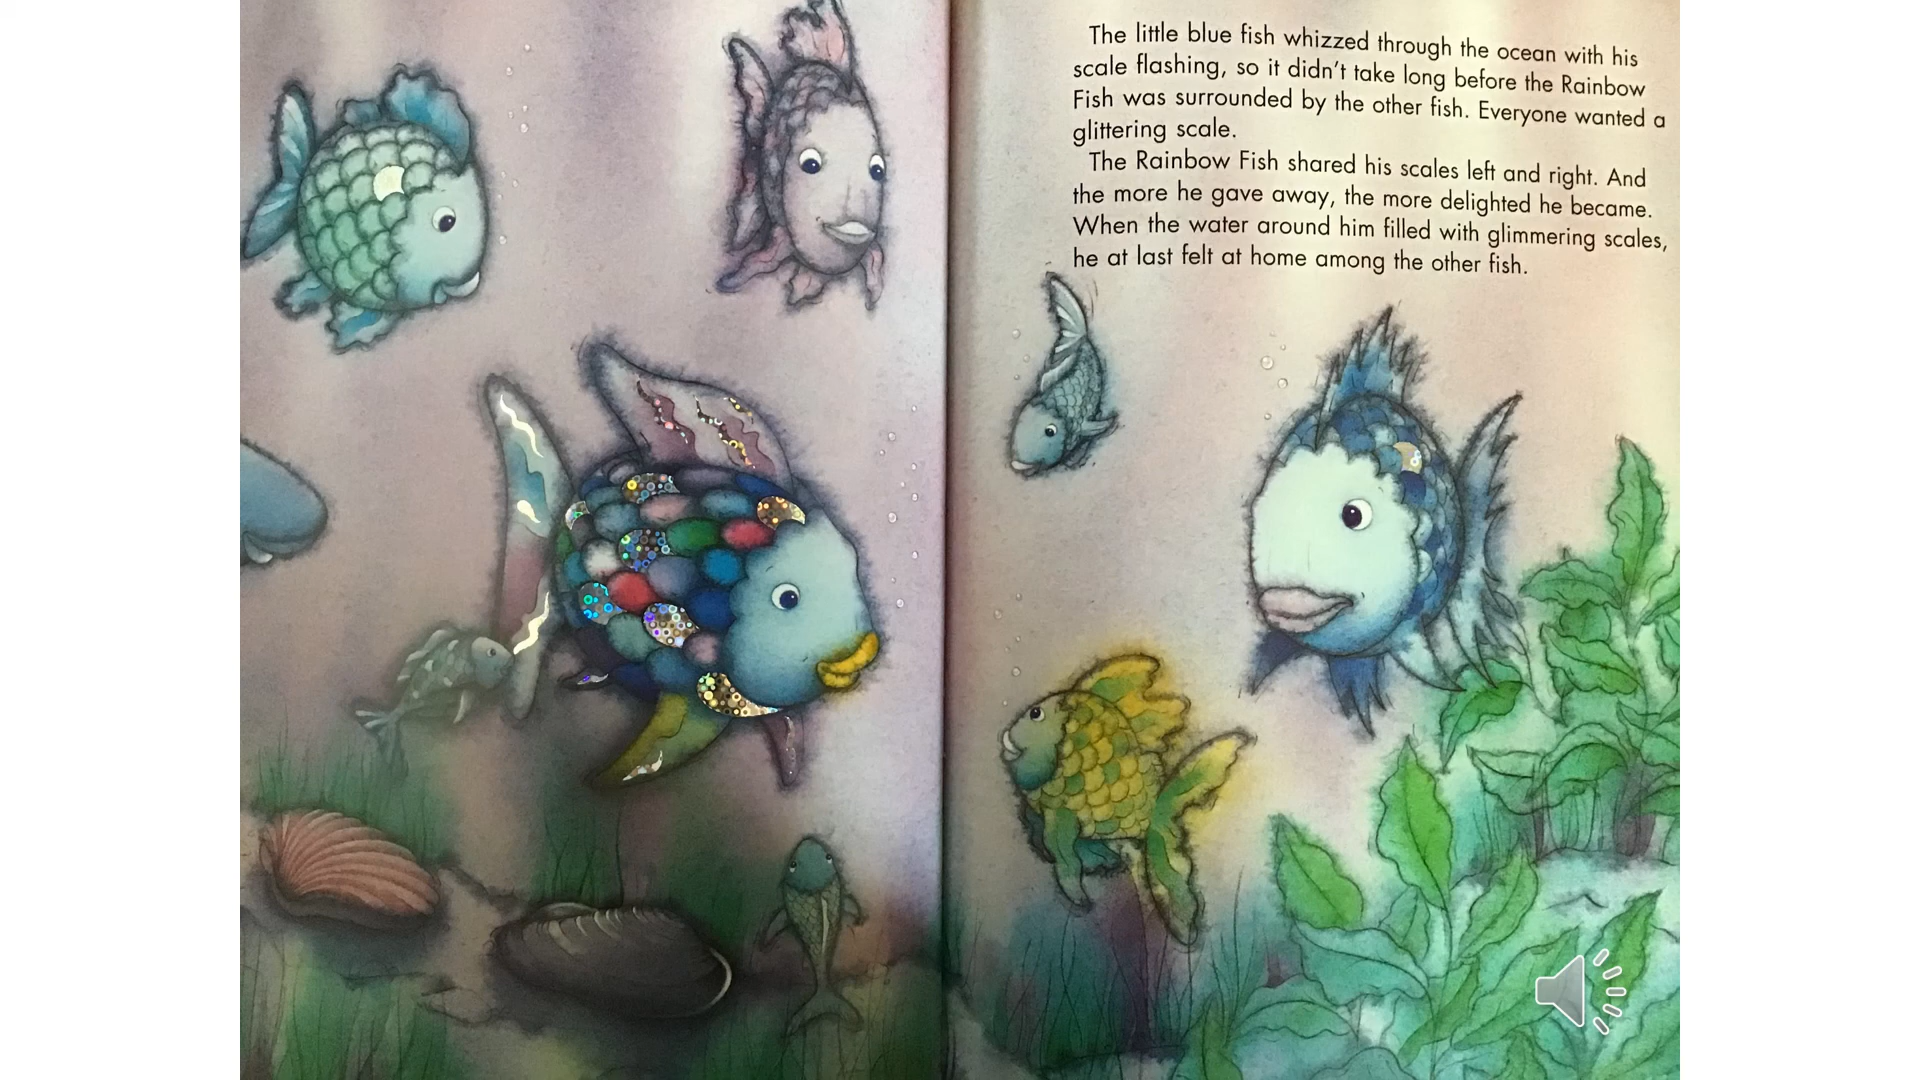 The little blue fish whizzed through the ocean with his
scale flashing, so it didn't take long before the Rainbow
Fish was surrounded by the other fish. Everyone wanted a
glittering scale.
The Rainbow Fish shared his scales left and right. And
the more he gave away, the more delighted he became.
When the water around him filled with glimmering scales,
he at last felt at home among the other fish.